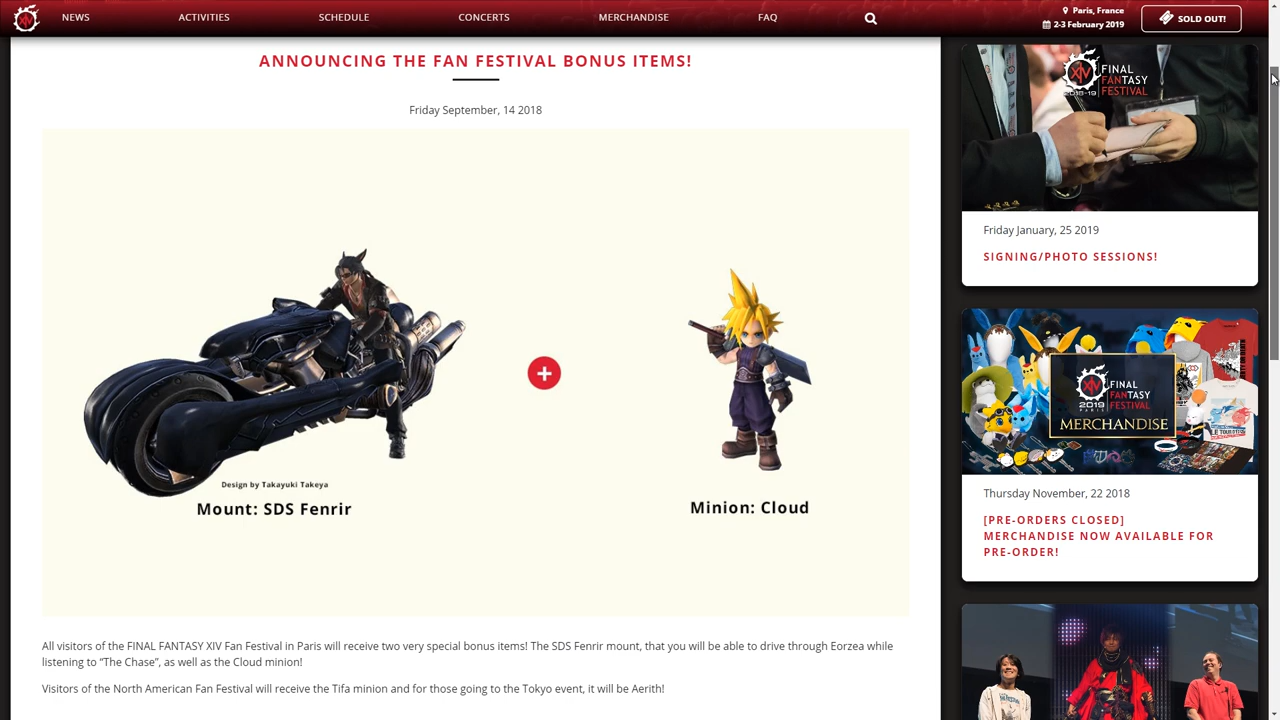 NEWS
ACTIVITIES
SCHEDULE
CONCERTS
MERCHANDISE
FAQ
Paris, France
2-3 February 2019
SOLD OUT!
ANNOUNCING THE FAN FESTIVAL BONUS ITEMS!
Friday September, 14 2018
Design by Takayuki Takeya
Mount: SDS Fenrir
Minion: Cloud
All visitors of the FINAL FANTASY XIV Fan Festival in Paris will receive two very special bonus items! The SDS Fenrir mount, that you will be able to drive through Eorzea while
listening to “The Chase”, as well as the Cloud minion!
Visitors of the North American Fan Festival will receive the Tifa minion and for those going to the Tokyo event, it will be Aerith!
XIV
2018-19
FINAL
FANTASY
FESTIVAL
Friday January, 25 2019
SIGNING/PHOTO SESSIONS!
XIV
2019
PARIS
FINAL
FANTASY
FESTIVAL
MERCHANDISE
Thursday November, 22 2018
[PRE-ORDERS CLOSED]
MERCHANDISE NOW AVAILABLE FOR
PRE-ORDER!